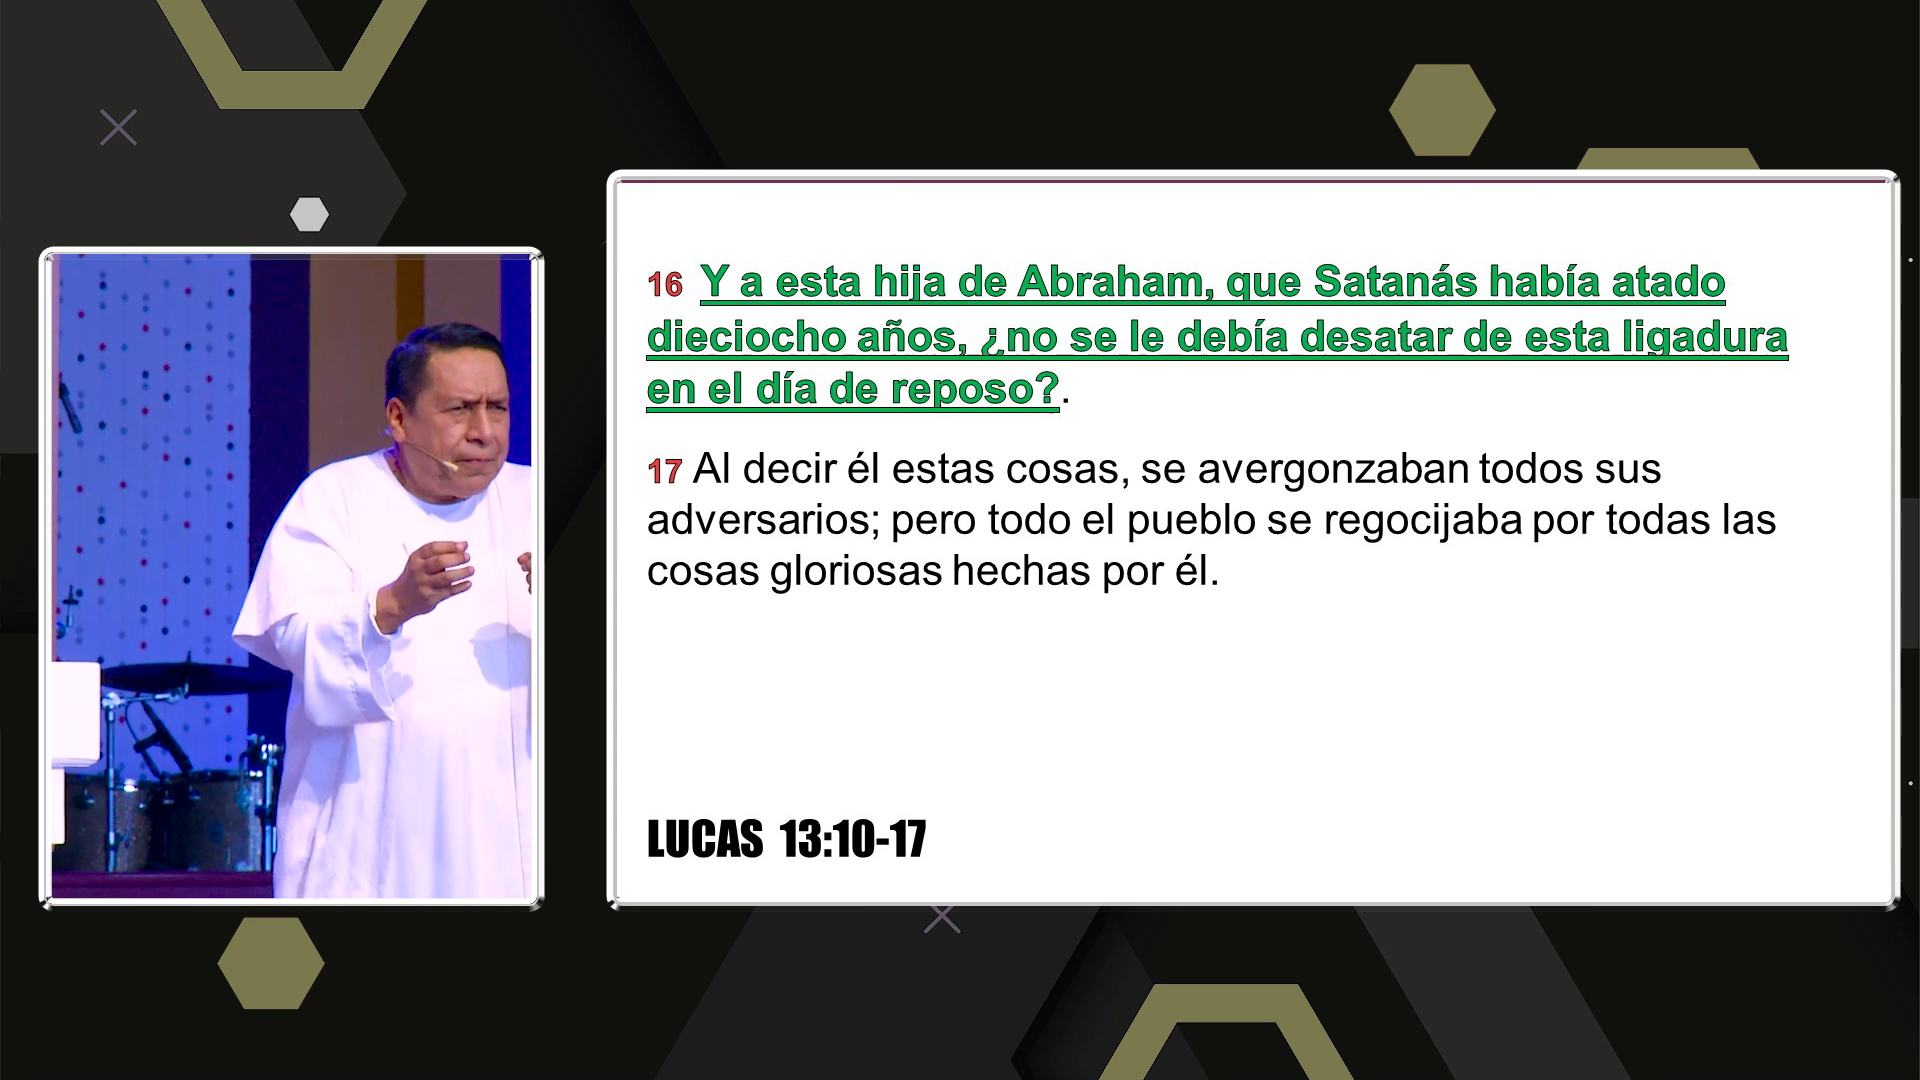 16 Y a esta hija de Abraham, que Satanás había atado
dieciocho años, ¿no se le debía desatar de esta ligadura
en el día de reposo?.
17 Al decir él estas cosas, se avergonzaban todos sus
adversarios; pero todo el pueblo se regocijaba por todas las
cosas gloriosas hechas por él.
LUCAS 13:10-17